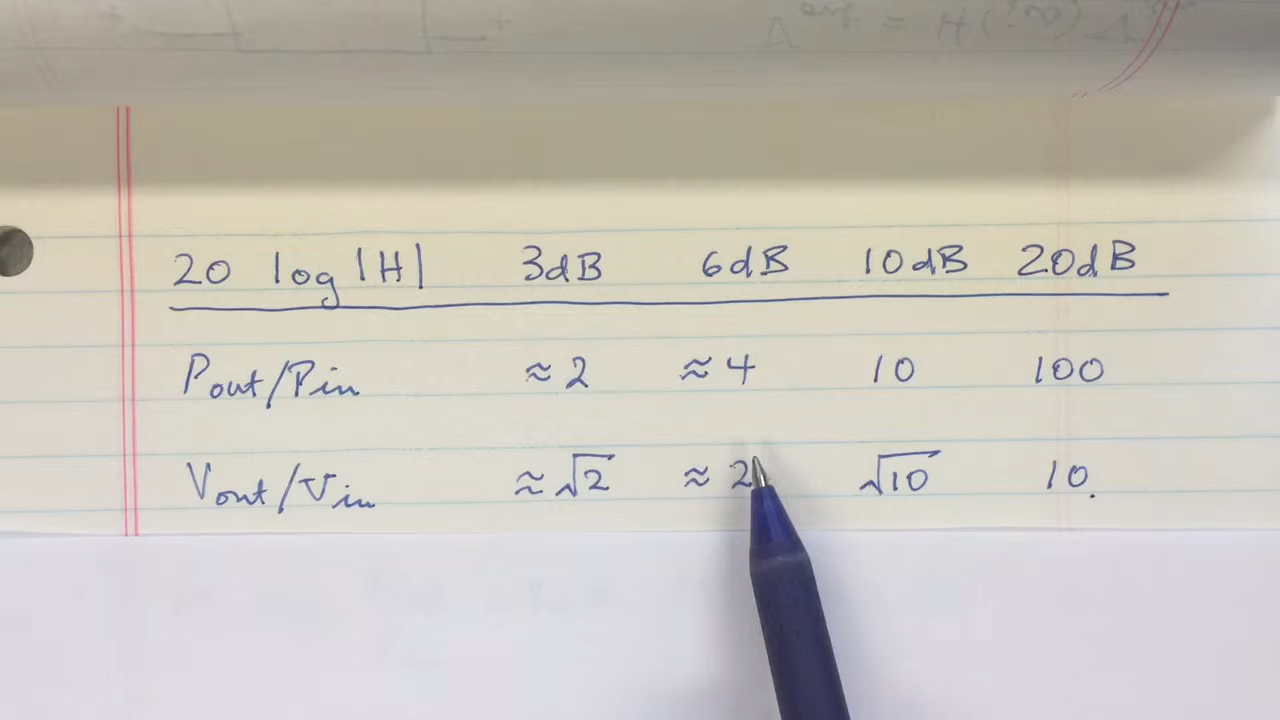 20 log |H| 3dB 6dB 10dB 20dB
Pout/Pin ≈ 2 ≈ 4 10 100
Vout/Vin ≈ √2 ≈ 2 √10 10.